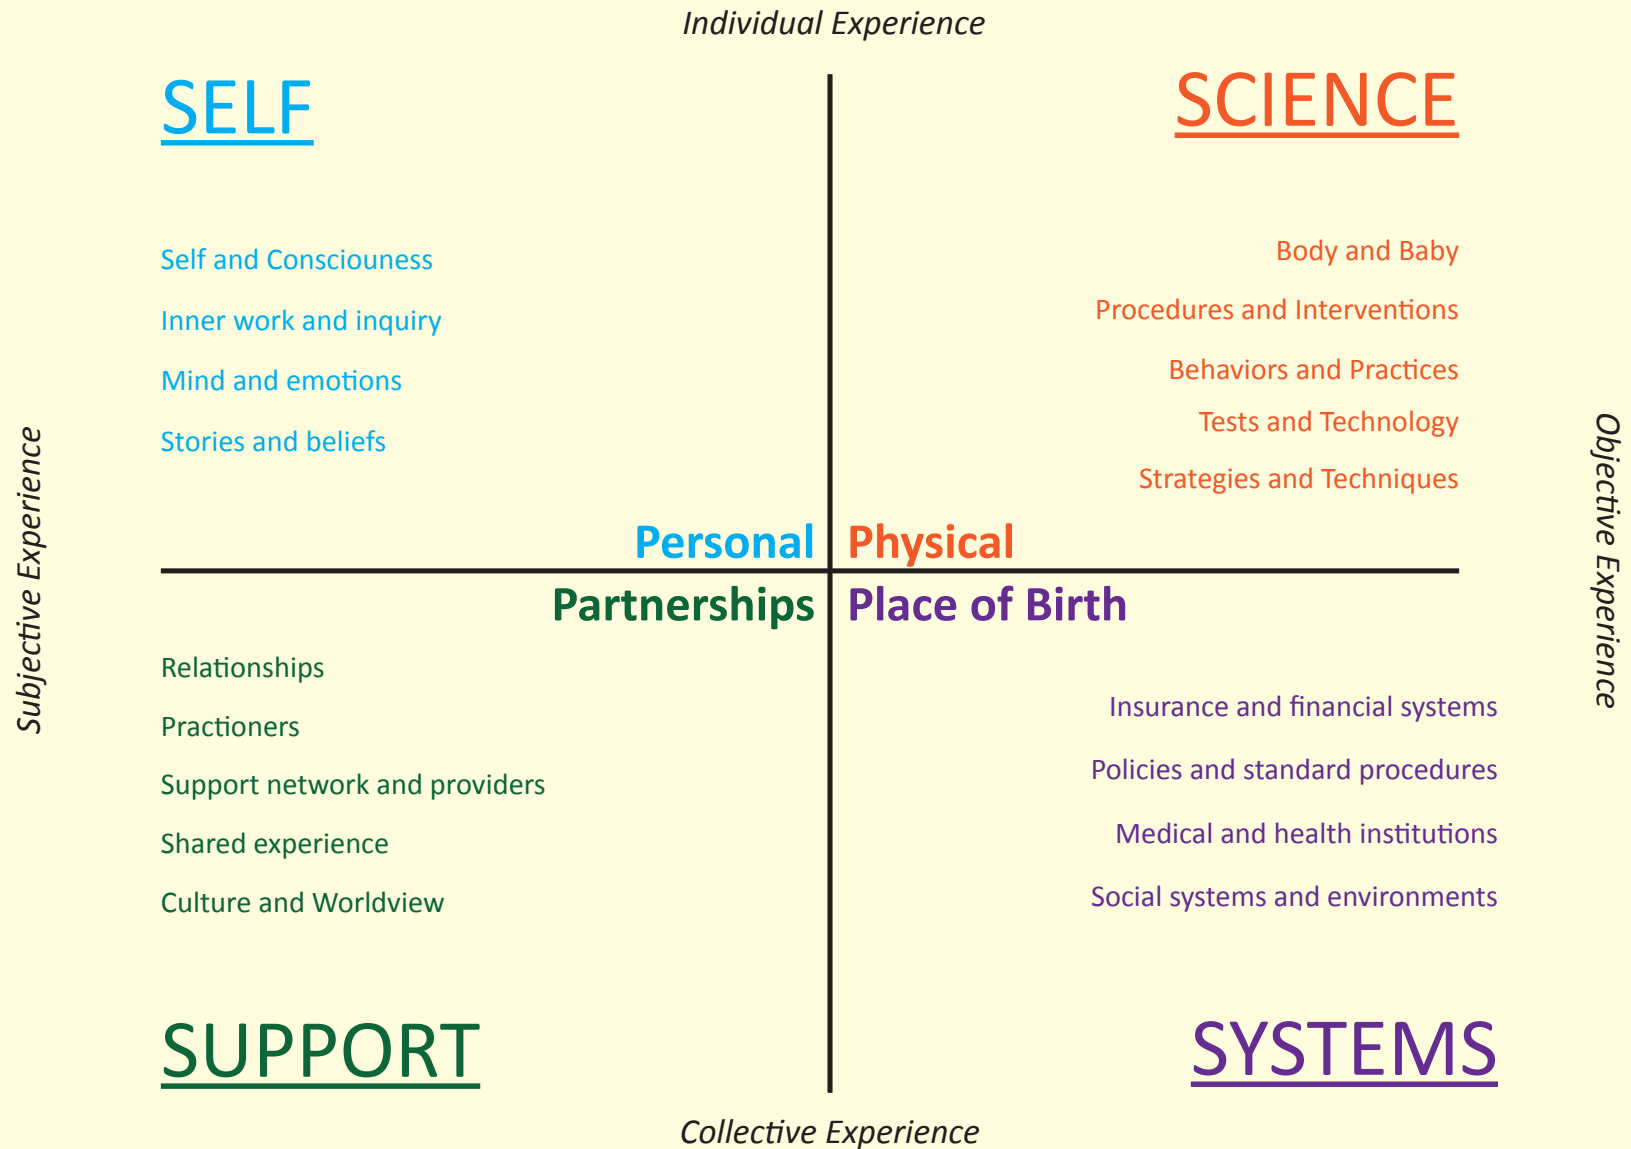 Individual Experience
SELF
Self and Consciouness
Inner work and inquiry
Mind and emotions
Stories and beliefs
Personal
SCIENCE
Body and Baby
Procedures and Interventions
Behaviors and Practices
Tests and Technology
Strategies and Techniques
Physical
Subjective Experience
Objective Experience
Partnerships
Relationships
Practioners
Support network and providers
Shared experience
Culture and Worldview
SUPPORT
Place of Birth
Insurance and financial systems
Policies and standard procedures
Medical and health institutions
Social systems and environments
SYSTEMS
Collective Experience